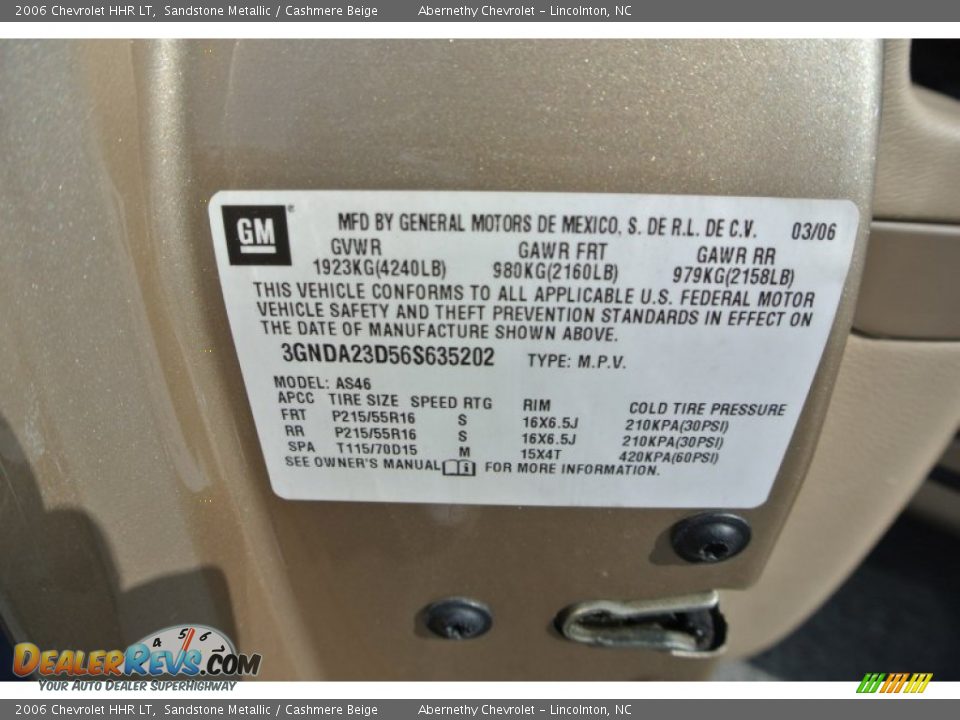 2006 Chevrolet HHR LT,  Sandstone Metallic / Cashmere Beige        Abernethy Chevrolet - Lincolnton, NC
GM® MFD BY GENERAL MOTORS DE MEXICO, S. DE R.L. DE C.V. 03/06
GVWR GAWR FRT GAWR RR
1923KG(4240LB) 980KG(2160LB) 979KG(2158LB)
THIS VEHICLE CONFORMS TO ALL APPLICABLE U.S. FEDERAL MOTOR
VEHICLE SAFETY AND THEFT PREVENTION STANDARDS IN EFFECT ON
THE DATE OF MANUFACTURE SHOWN ABOVE.
3GNDA23D56S635202 TYPE: M.P.V.
MODEL: AS46
APCC TIRE SIZE SPEED RTG RIM COLD TIRE PRESSURE
FRT P215/55R16 S 16X6.5J 210KPA(30PSI)
RR P215/55R16 S 16X6.5J 210KPA(30PSI)
SPA T115/70D15 M 15X4T 420KPA(60PSI)
SEE OWNER'S MANUAL FOR MORE INFORMATION.
4 5 6
DEALERREVS.COM
YOUR AUTO DEALER SUPERHIGHWAY
2006 Chevrolet HHR LT,  Sandstone Metallic / Cashmere Beige        Abernethy Chevrolet - Lincolnton, NC